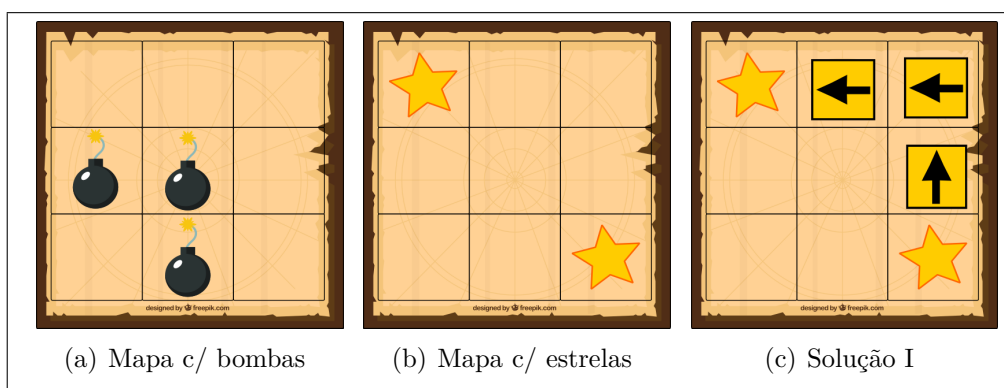 designed by freepik.com
designed by freepik.com
designed by freepik.com
(a) Mapa c/ bombas
(b) Mapa c/ estrelas
(c) Solução I